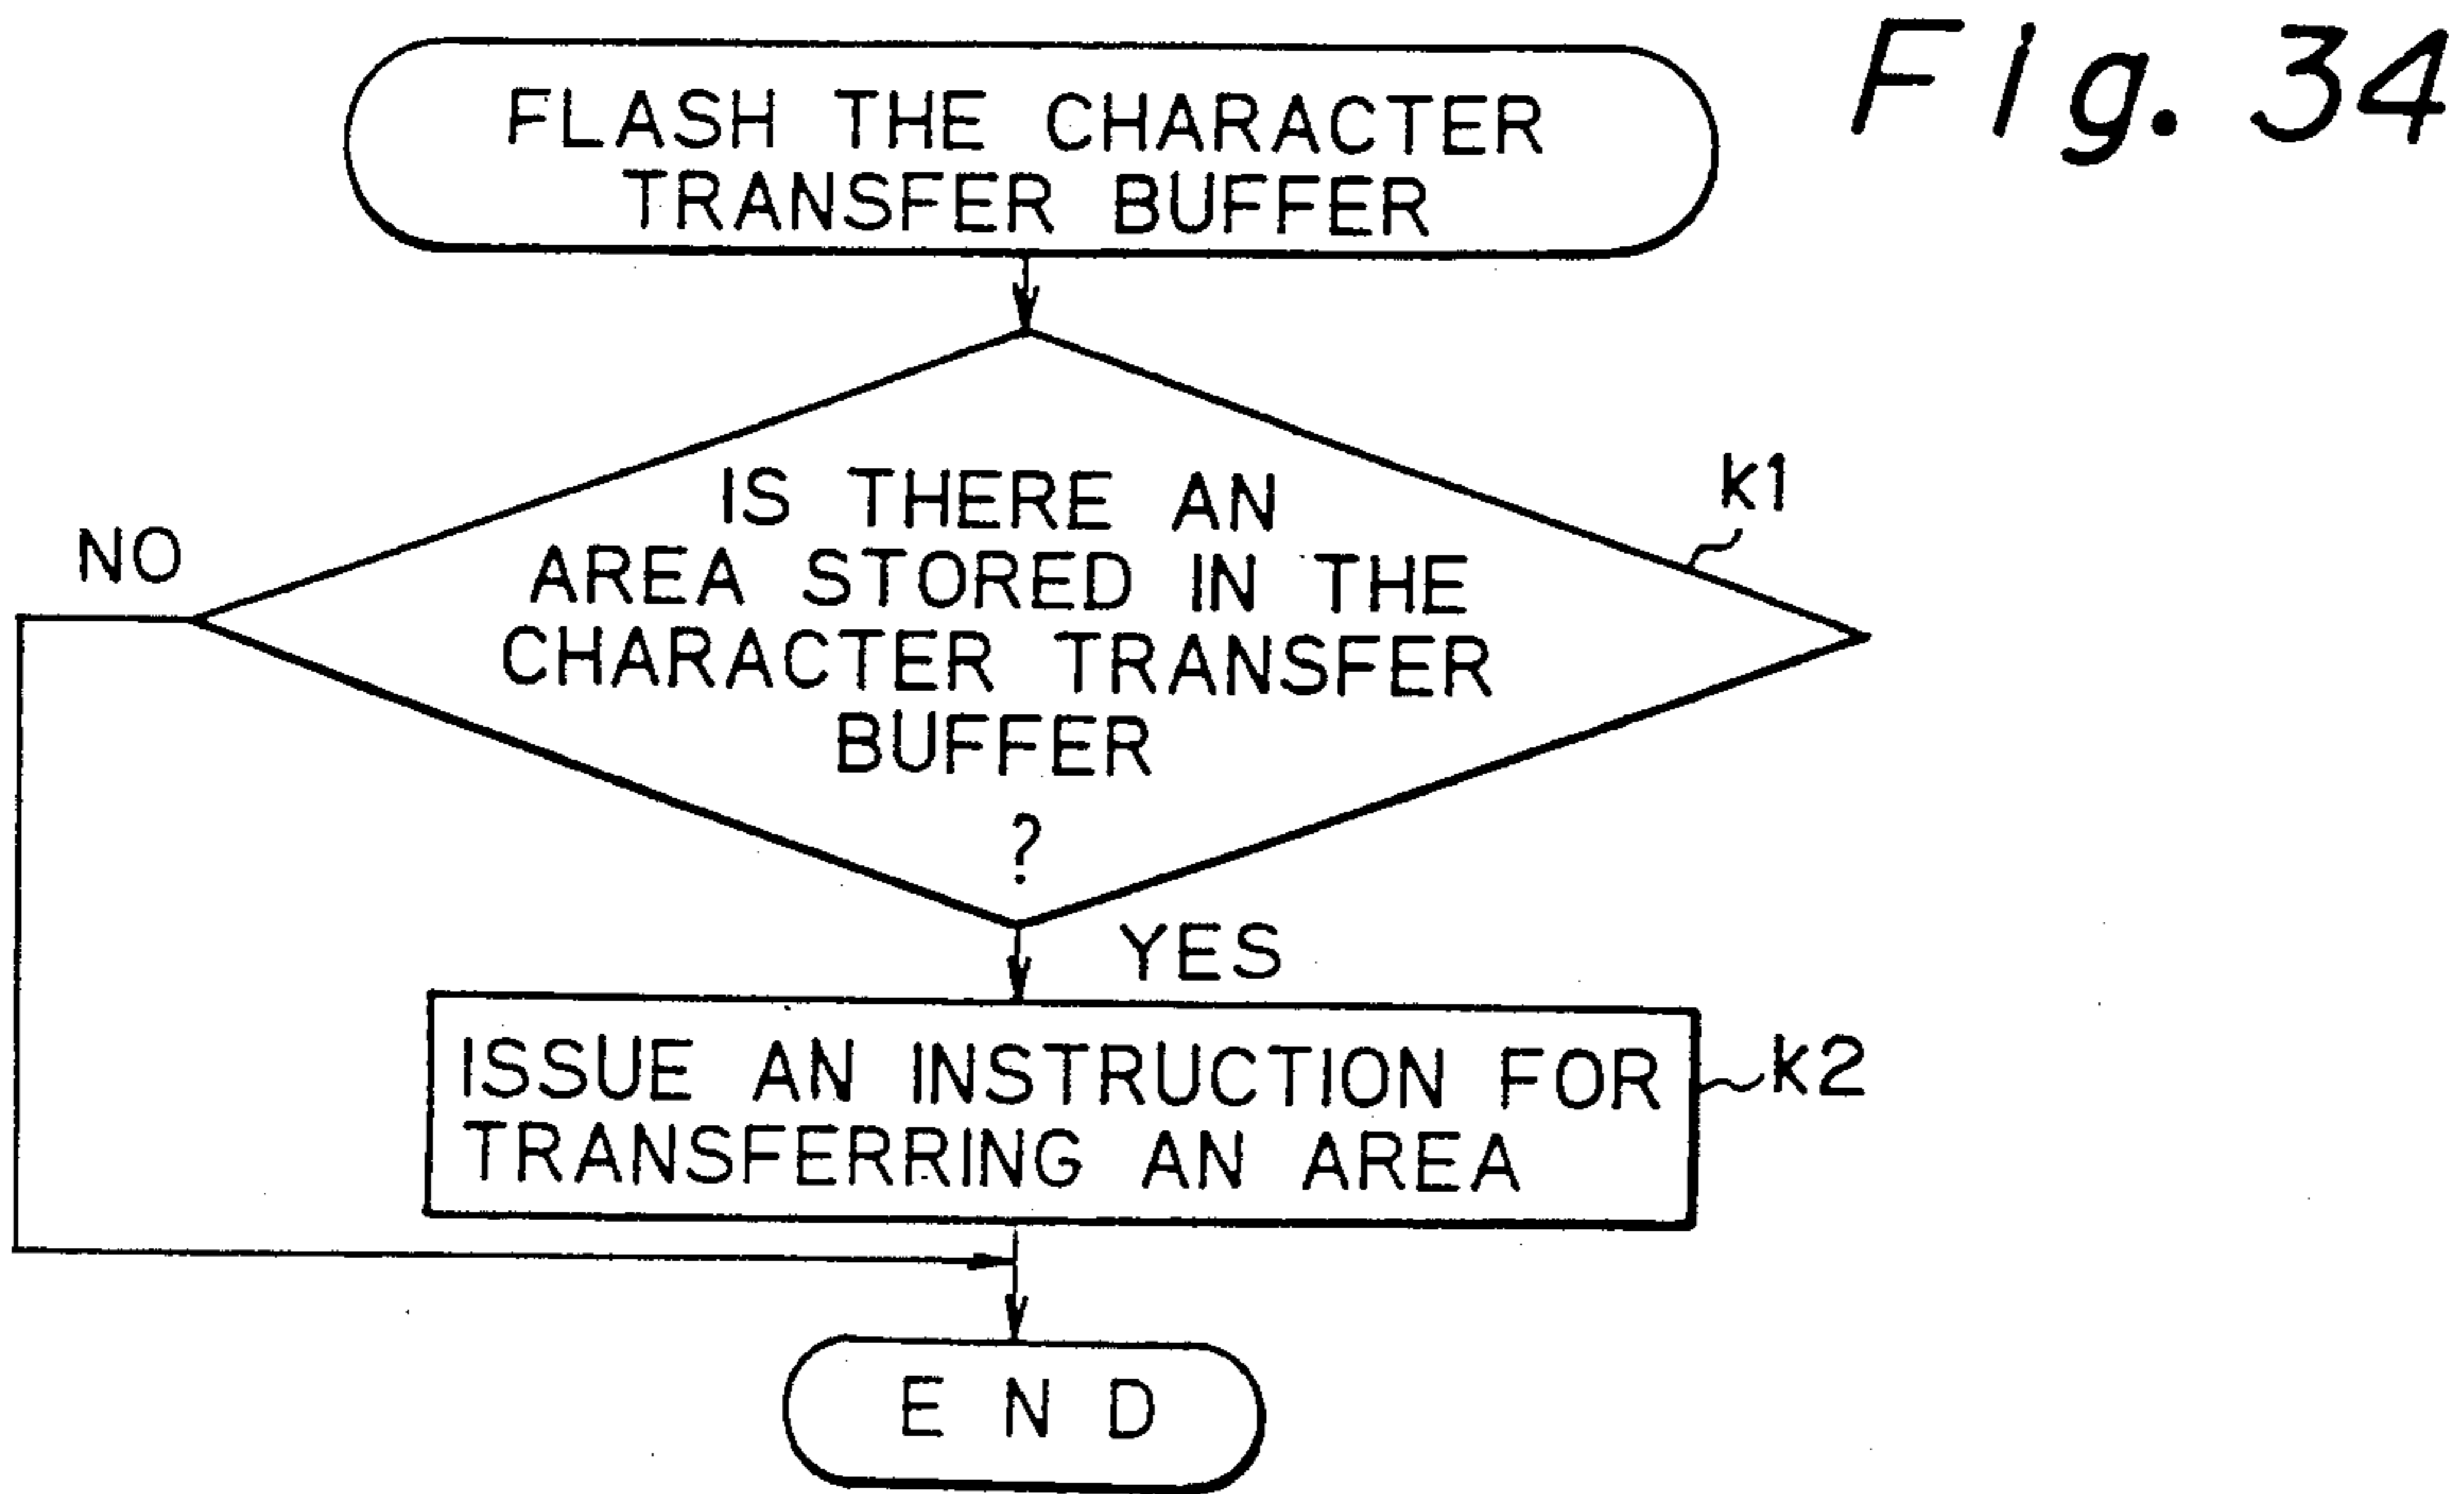 Fig. 34
FLASH THE CHARACTER
TRANSFER BUFFER
IS THERE AN
AREA STORED IN THE
CHARACTER TRANSFER
BUFFER
?
k1
NO
YES
ISSUE AN INSTRUCTION FOR
TRANSFERRING AN AREA
k2
END